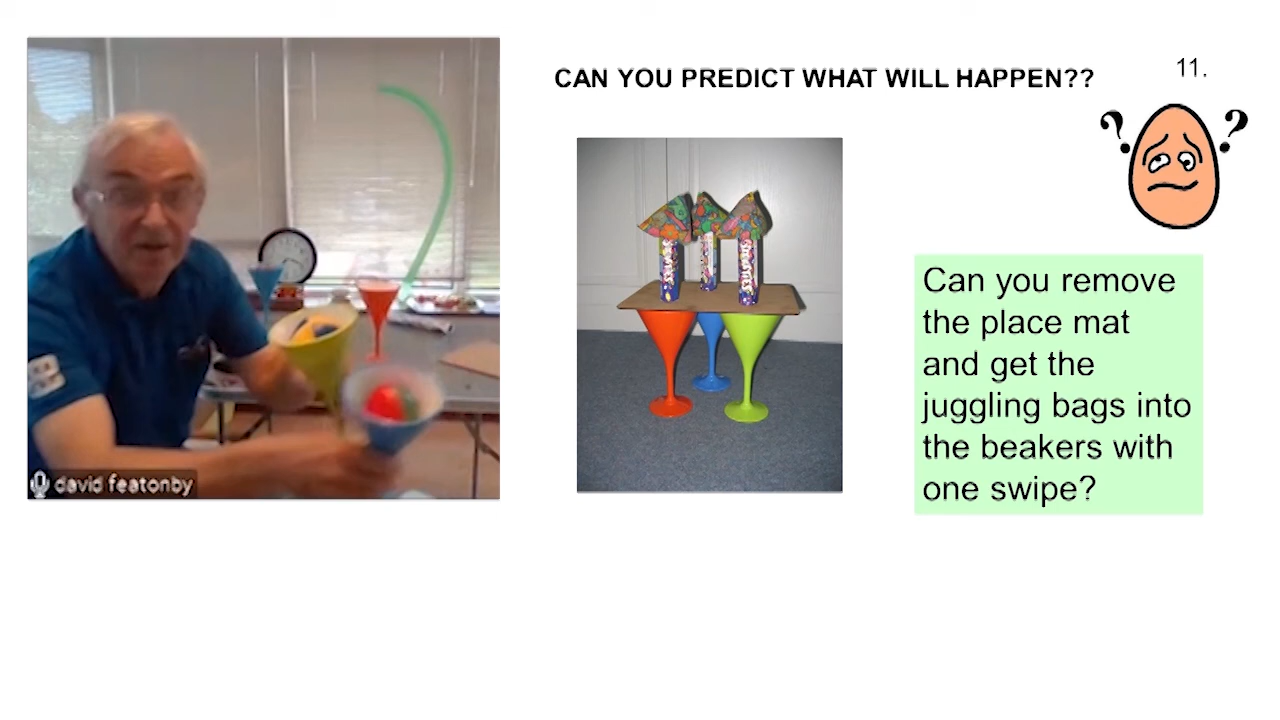 CAN YOU PREDICT WHAT WILL HAPPEN??
11.
? ?
SMARTIES
Can you remove
the place mat
and get the
juggling bags into
the beakers with
one swipe?
david featonby